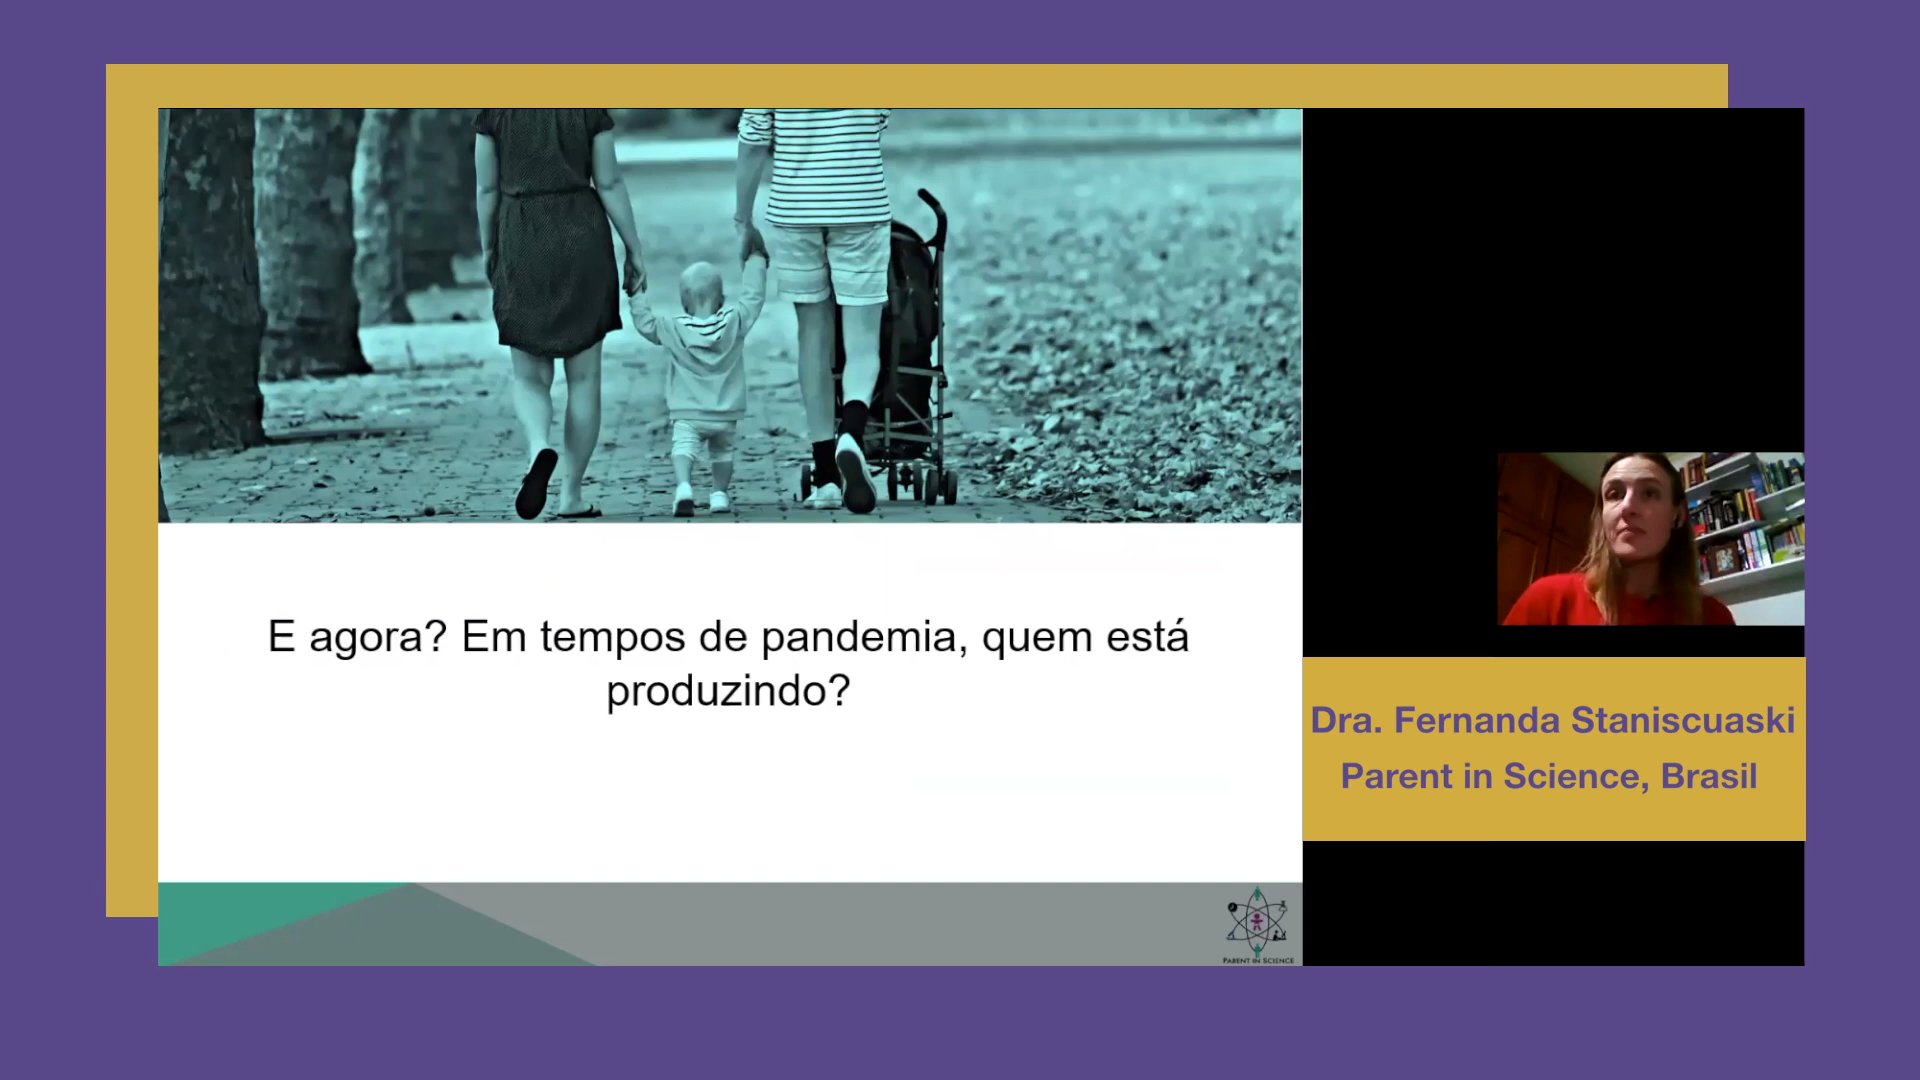 E agora? Em tempos de pandemia, quem está
produzindo?
Dra. Fernanda Staniscuaski
Parent in Science, Brasil
PARENT IN SCIENCE